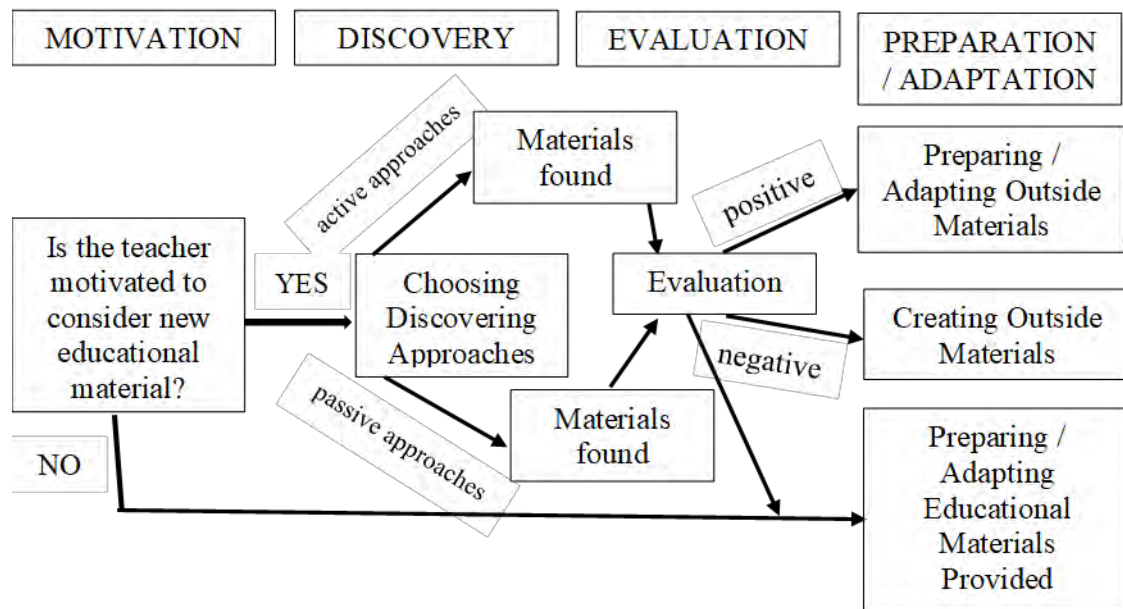 MOTIVATION
DISCOVERY
EVALUATION
PREPARATION
/ ADAPTATION
Is the teacher
motivated to
consider new
educational
material?
YES
NO
active approaches
Choosing
Discovering
Approaches
passive approaches
Materials
found
Materials
found
Evaluation
positive
negative
Preparing /
Adapting Outside
Materials
Creating Outside
Materials
Preparing /
Adapting
Educational
Materials
Provided